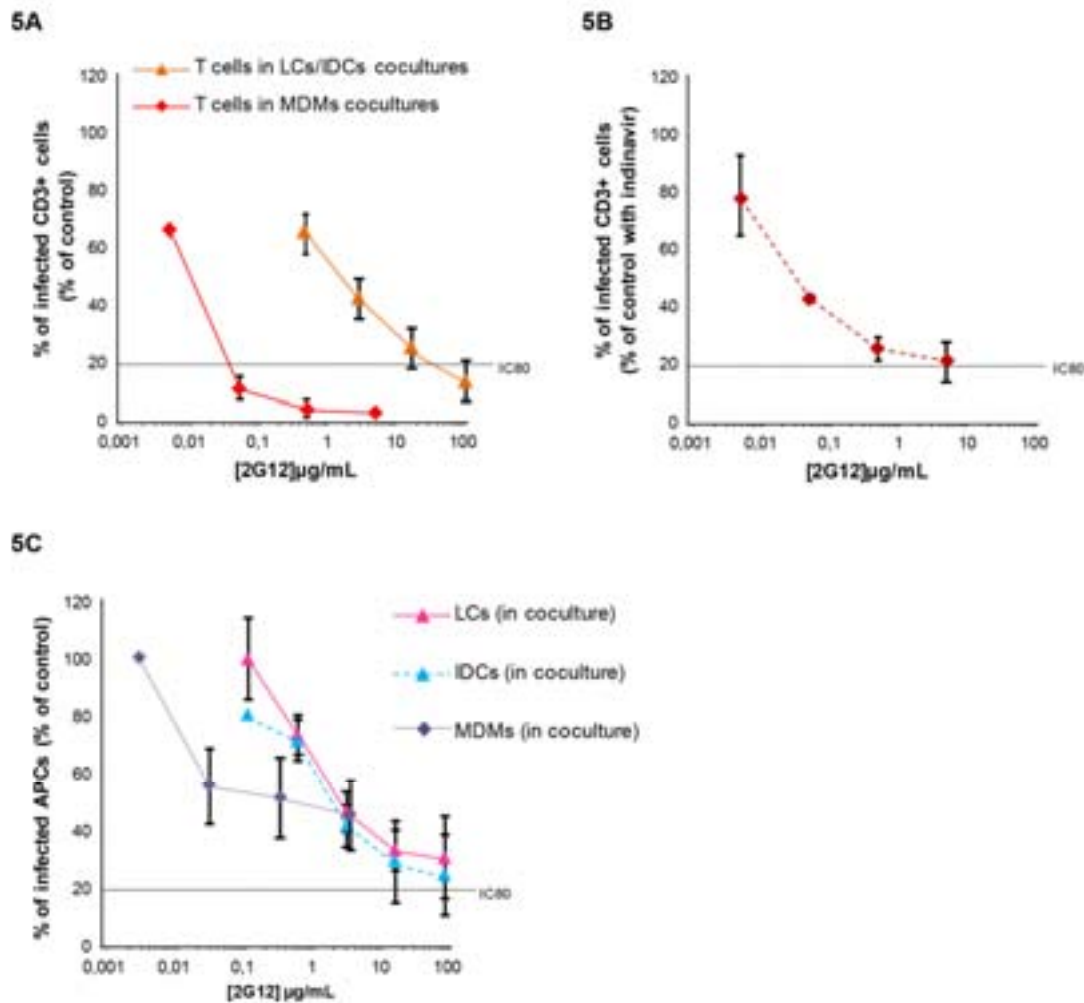 5A
T cells in LCs/IDCs cocultures
T cells in MDMs cocultures
% of infected CD3+ cells
(% of control)
120
100
80
60
40
20
0
IC80
0,001
0,01
0,1
1
10
100
[2G12]µg/mL
5B
% of infected CD3+ cells
(% of control with indinavir)
120
100
80
60
40
20
0
IC80
0,001
0,01
0,1
1
10
100
[2G12]µg/mL
5C
LCs (in coculture)
IDCs (in coculture)
MDMs (in coculture)
% of infected APCs (% of control)
120
100
80
60
40
20
0
IC80
0,001
0,01
0,1
1
10
100
[2G12] µg/mL